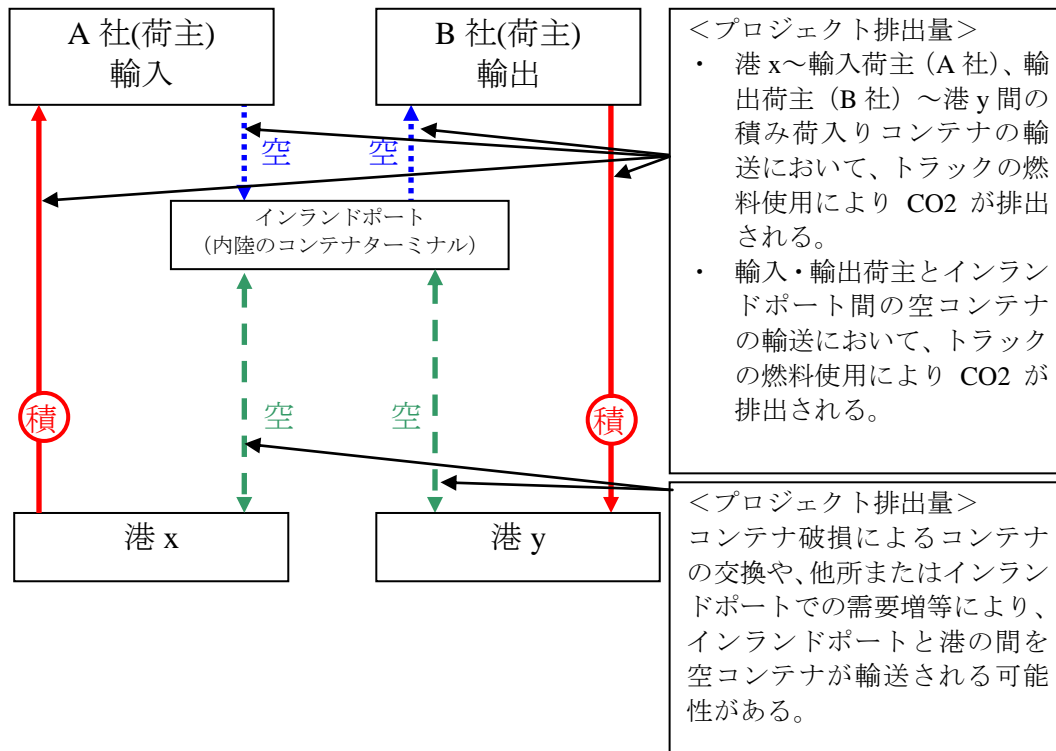 A 社(荷主)
輸入
B 社(荷主)
輸出
空
空
インランドポート
（内陸のコンテナターミナル）
積
空
空
積
港 x
港 y
＜プロジェクト排出量＞
・ 港 x～輸入荷主（A 社）、輸
出荷主（B 社）～港 y 間の
積み荷入りコンテナの輸
送において、トラックの燃
料使用により CO2 が排出
される。
・ 輸入・輸出荷主とインラン
ドポート間の空コンテナ
の輸送において、トラック
の燃料使用により CO2 が
排出される。
＜プロジェクト排出量＞
コンテナ破損によるコンテナ
の交換や、他所またはインラン
ドポートでの需要増等により、
インランドポートと港の間を
空コンテナが輸送される可能
性がある。